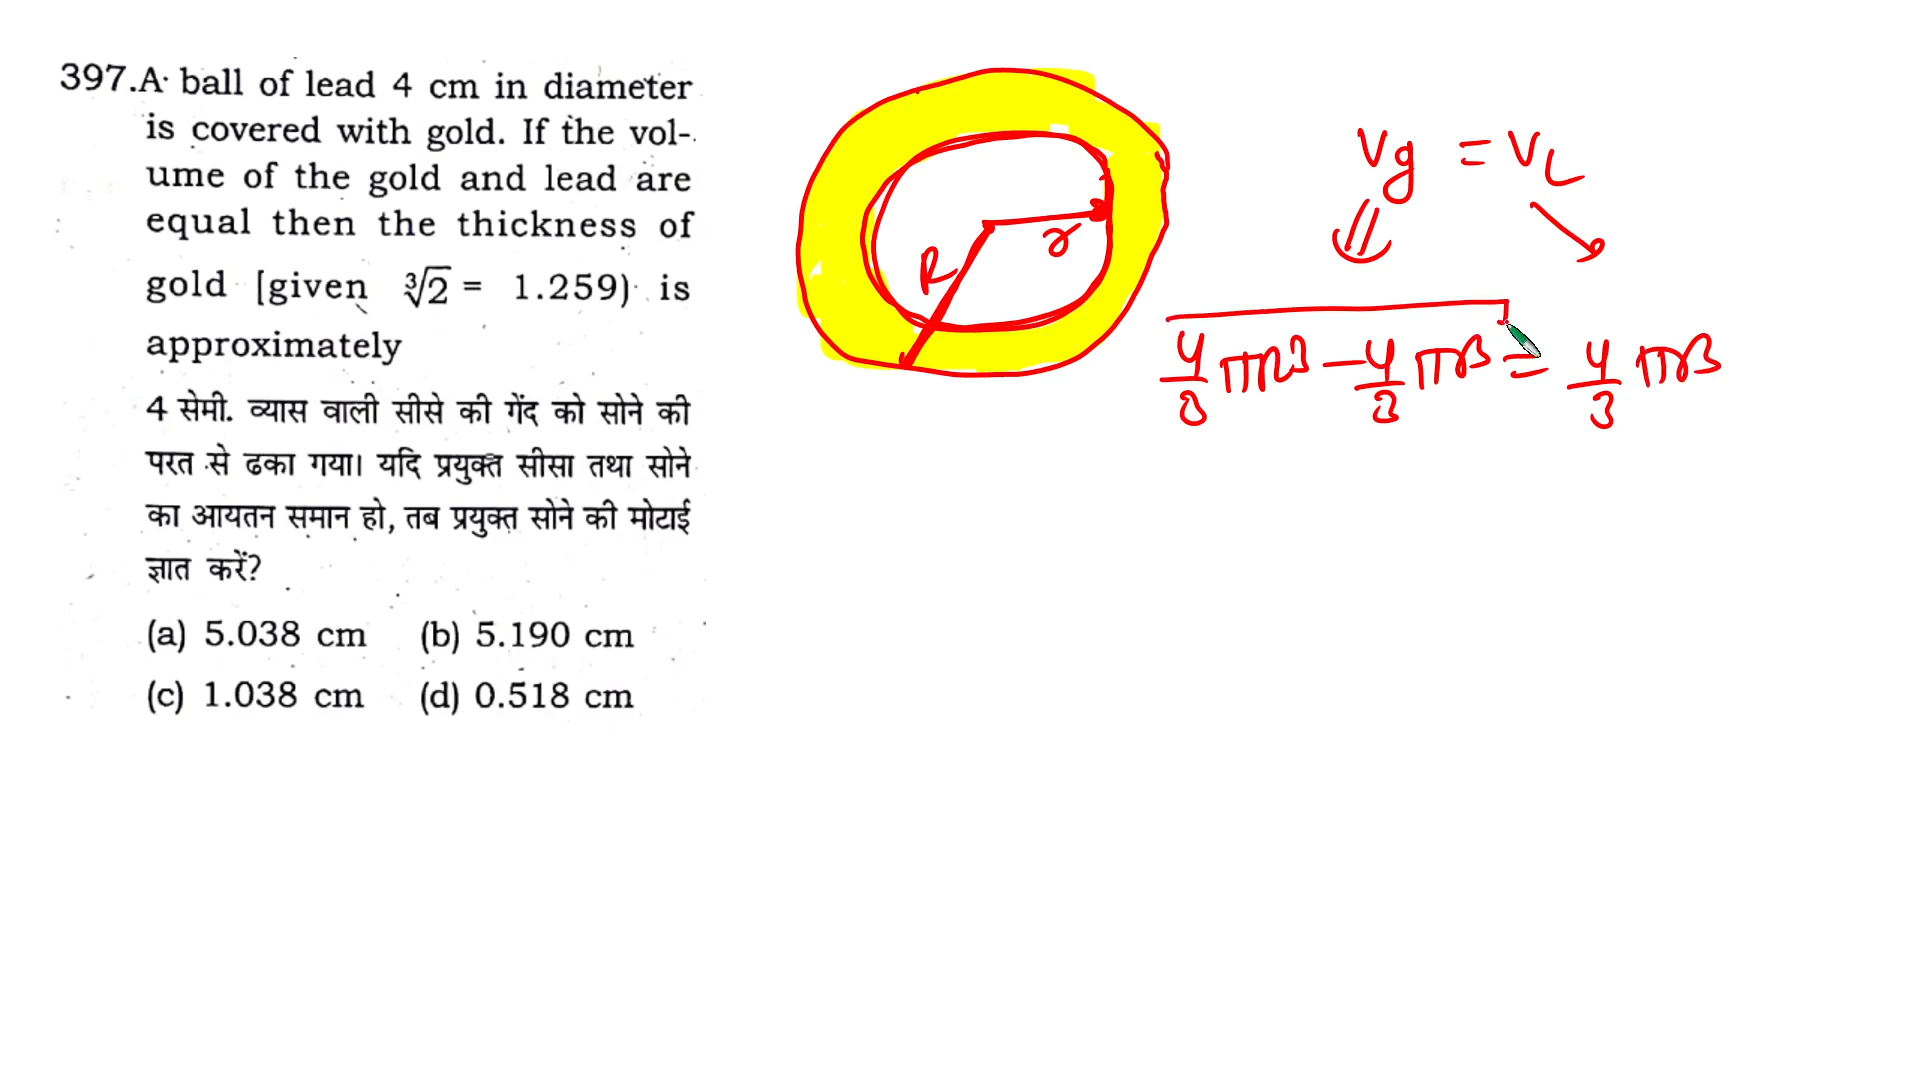 397.A ball of lead 4 cm in diameter
is covered with gold. If the vol-
ume of the gold and lead are
equal then the thickness of
gold [given ∛2 = 1.259) is
approximately
4 सेमी. व्यास वाली सीसे की गेंद को सोने की
परत से ढका गया। यदि प्रयुक्त सीसा तथा सोने
का आयतन समान हो, तब प्रयुक्त सोने की मोटाई
ज्ञात करें?
(a) 5.038 cm (b) 5.190 cm
(c) 1.038 cm (d) 0.518 cm
R r
Vg = VL
4/3 πR³ – 4/3 πr³ = 4/3 πr³